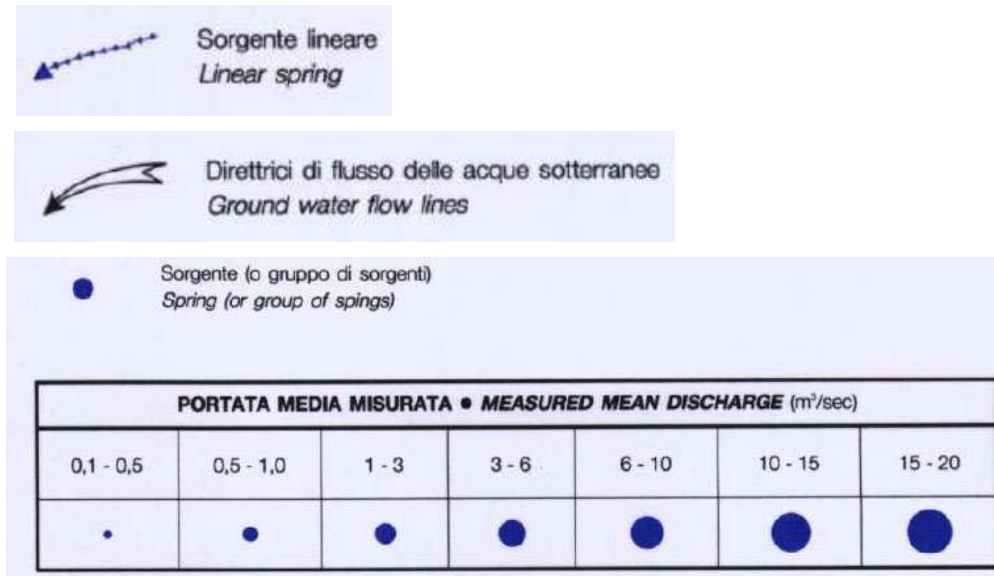 Sorgente lineare
Linear spring
Direttrici di flusso delle acque sotterranee
Ground water flow lines
Sorgente (o gruppo di sorgenti)
Spring (or group of spings)
PORTATA MEDIA MISURATA • MEASURED MEAN DISCHARGE (m³/sec)
0,1 - 0,5 0,5 - 1,0 1 - 3 3 - 6 6 - 10 10 - 15 15 - 20